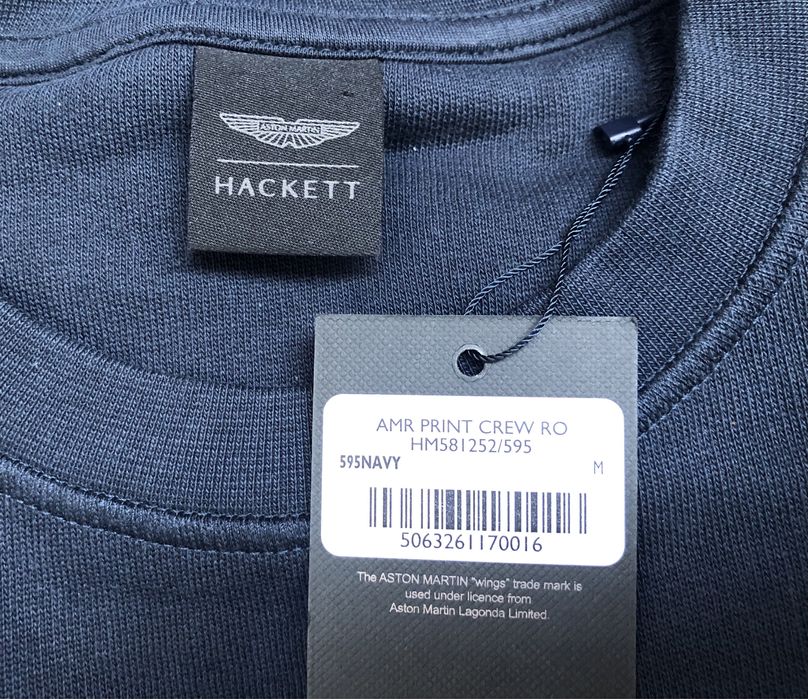 ASTON MARTIN
HACKETT
AMR PRINT CREW RO
HM581252/595
595NAVY M
5063261170016
The ASTON MARTIN "wings" trade mark is
used under licence from
Aston Martin Lagonda Limited.